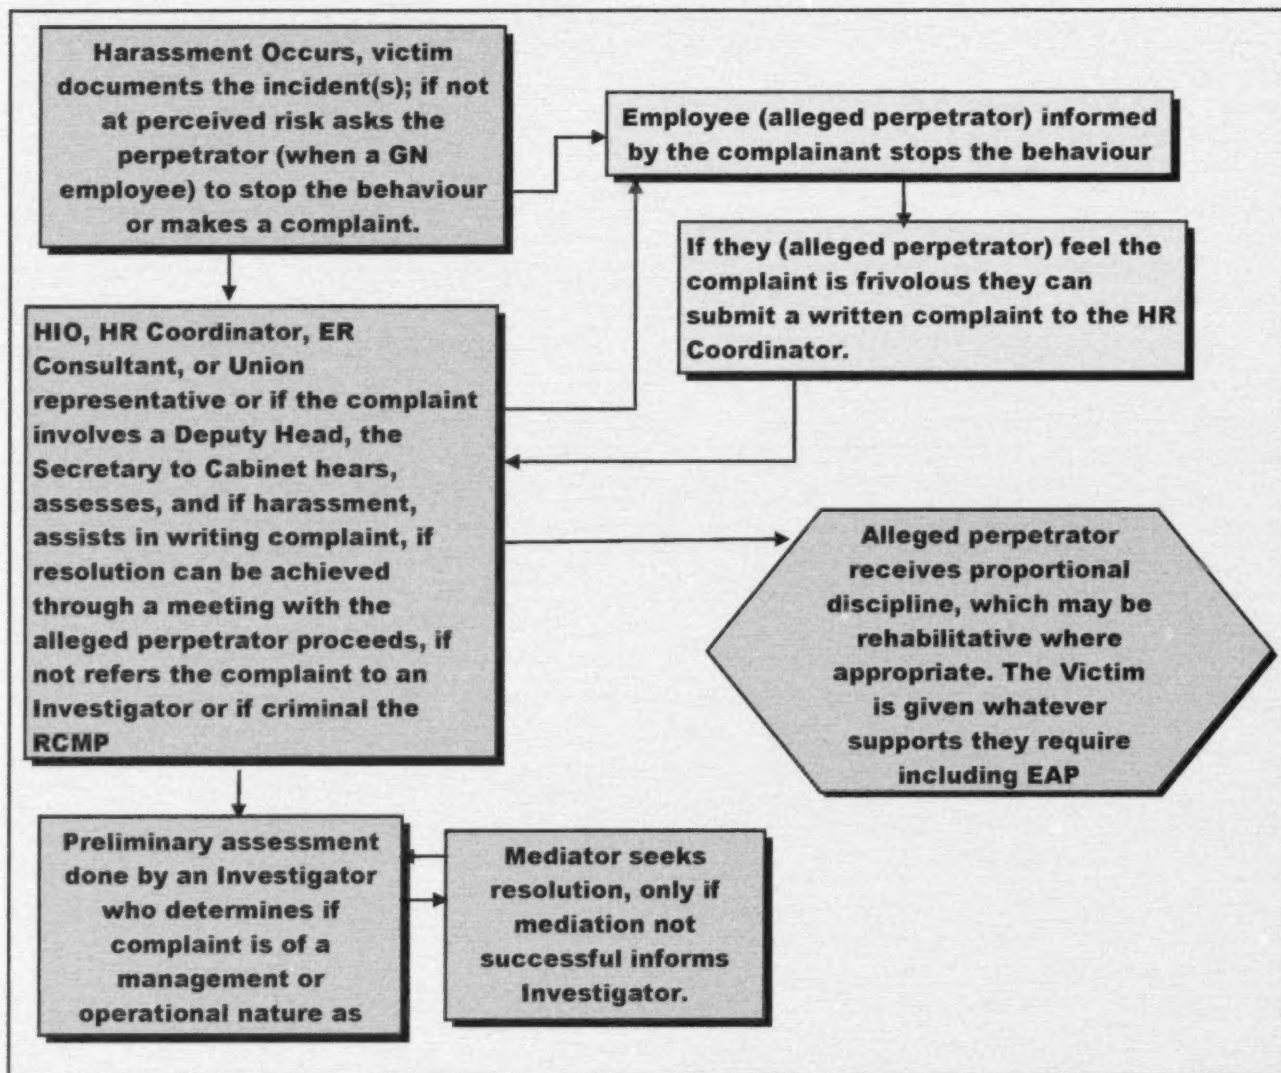 Harassment Occurs, victim
documents the incident(s); if not
at perceived risk asks the
perpetrator (when a GN
employee) to stop the behaviour
or makes a complaint.
Employee (alleged perpetrator) informed
by the complainant stops the behaviour
If they (alleged perpetrator) feel the
complaint is frivolous they can
submit a written complaint to the HR
Coordinator.
HIO, HR Coordinator, ER
Consultant, or Union
representative or if the complaint
involves a Deputy Head, the
Secretary to Cabinet hears,
assesses, and if harassment,
assists in writing complaint, if
resolution can be achieved
through a meeting with the
alleged perpetrator proceeds, if
not refers the complaint to an
Investigator or if criminal the
RCMP
Alleged perpetrator
receives proportional
discipline, which may be
rehabilitative where
appropriate. The Victim
is given whatever
supports they require
including EAP
Preliminary assessment
done by an Investigator
who determines if
complaint is of a
management or
operational nature as
Mediator seeks
resolution, only if
mediation not
successful informs
Investigator.